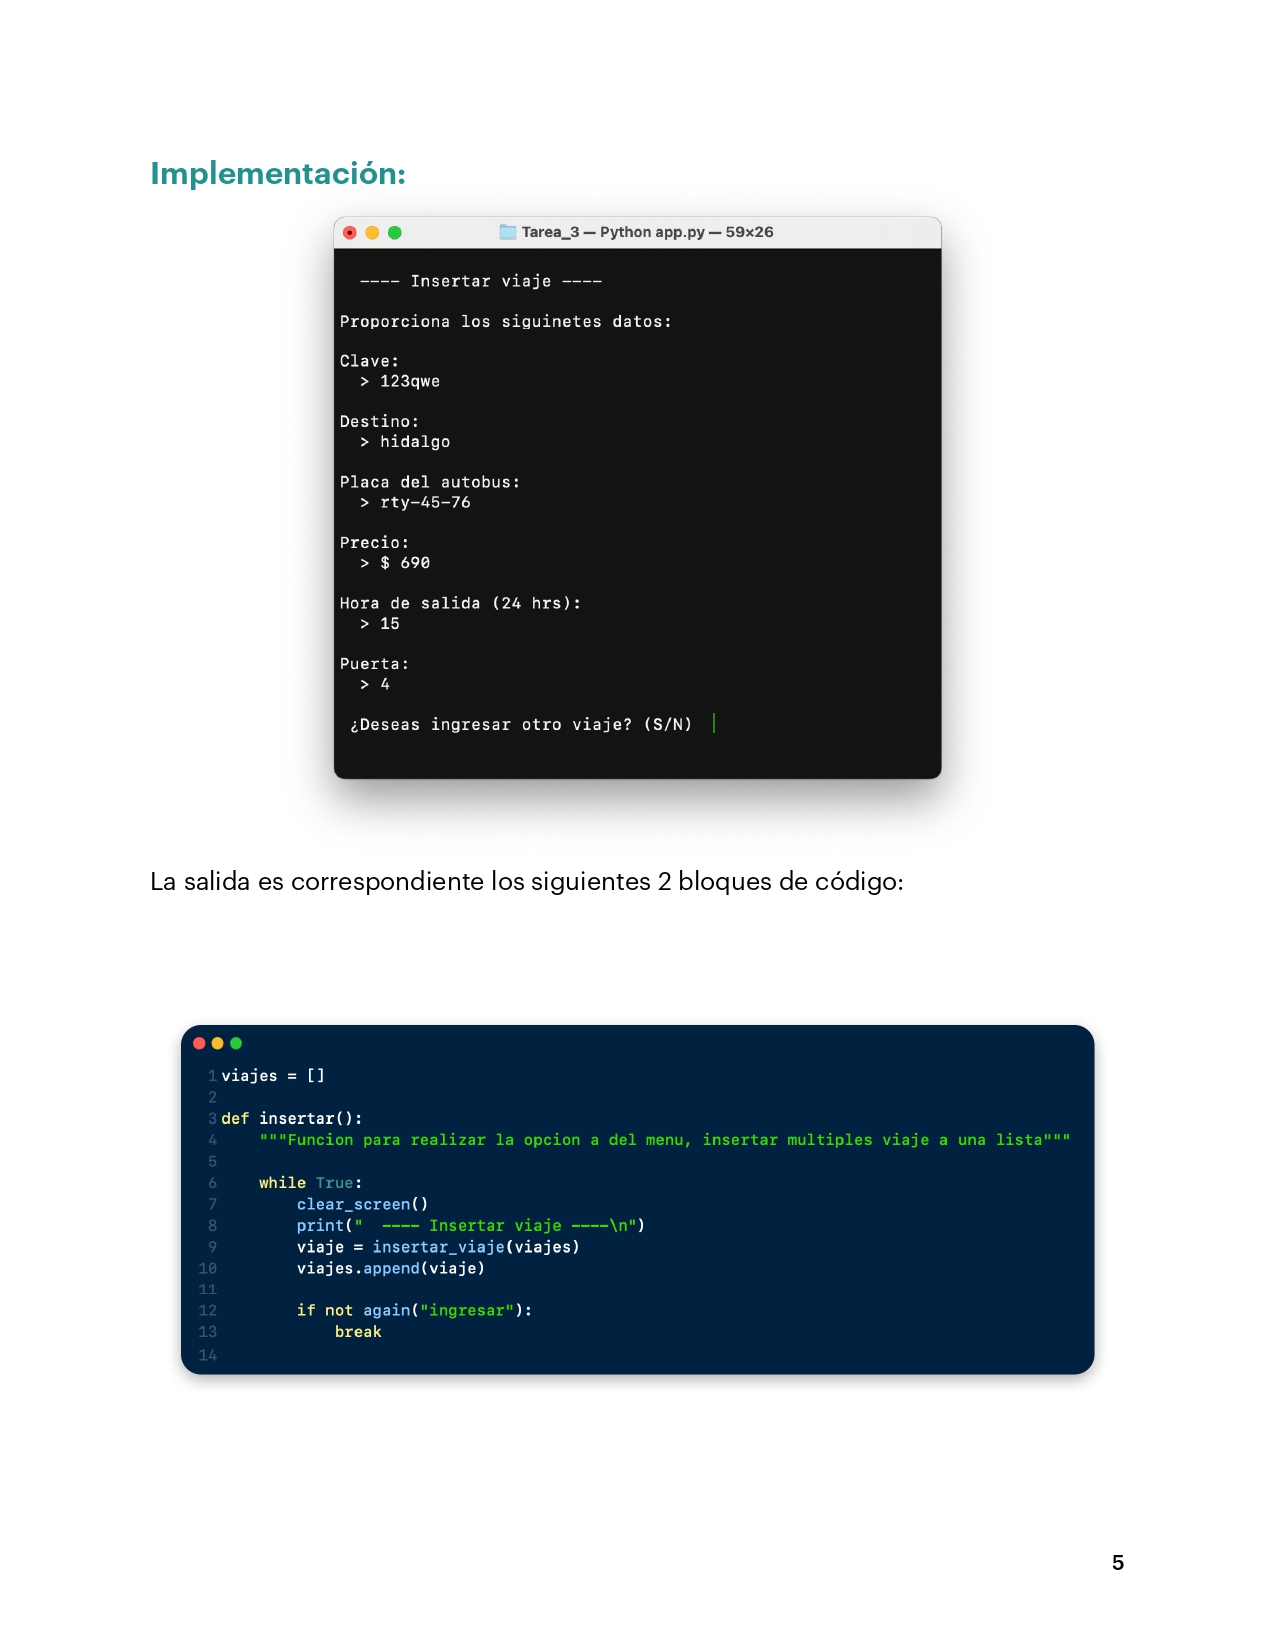 Implementación:
Tarea_3 — Python app.py — 59×26
---- Insertar viaje ----
Proporciona los siguinetes datos:
Clave:
> 123qwe
Destino:
> hidalgo
Placa del autobus:
> rty-45-76
Precio:
> $ 690
Hora de salida (24 hrs):
> 15
Puerta:
> 4
¿Deseas ingresar otro viaje? (S/N)
La salida es correspondiente los siguientes 2 bloques de código:
1 viajes = []
2
3 def insertar():
4     """Funcion para realizar la opcion a del menu, insertar multiples viaje a una lista"""
5
6     while True:
7         clear_screen()
8         print("  ---- Insertar viaje ----\n")
9         viaje = insertar_viaje(viajes)
10         viajes.append(viaje)
11
12         if not again("ingresar"):
13             break
14
5